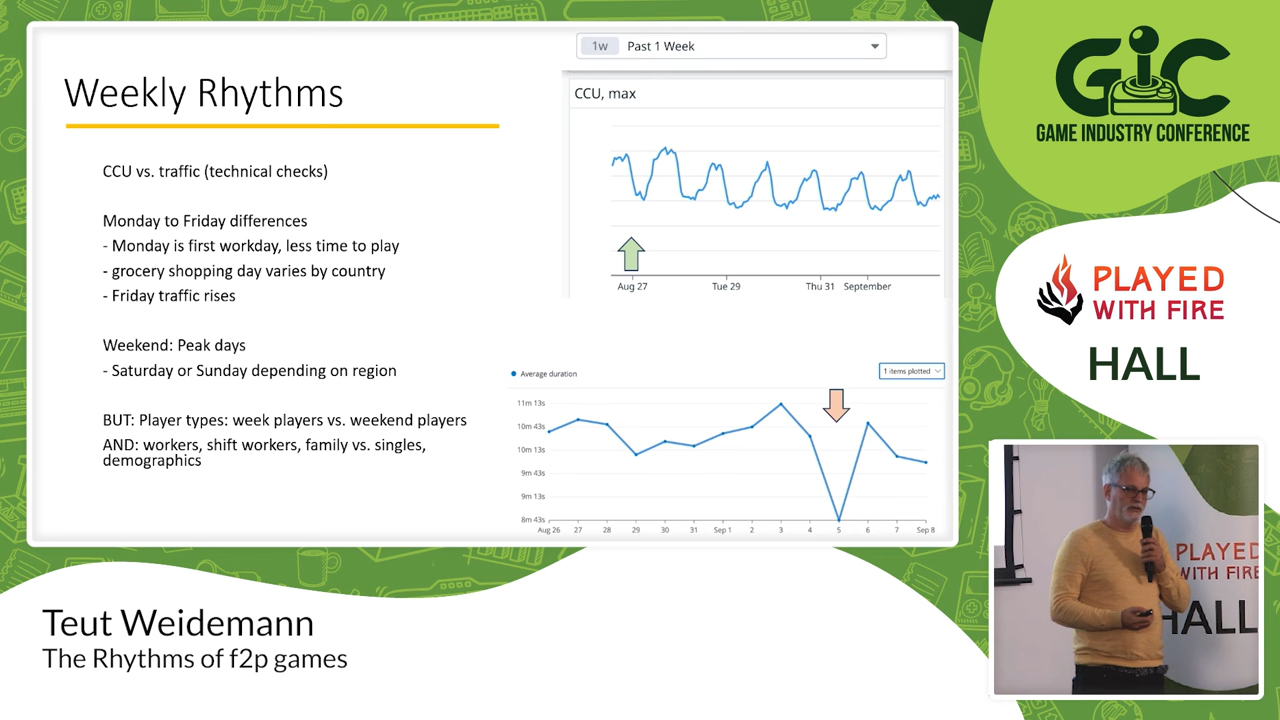 Weekly Rhythms
CCU vs. traffic (technical checks)
Monday to Friday differences
- Monday is first workday, less time to play
- grocery shopping day varies by country
- Friday traffic rises
Weekend: Peak days
- Saturday or Sunday depending on region
BUT: Player types: week players vs. weekend players
AND: workers, shift workers, family vs. singles,
demographics
1w Past 1 Week
CCU, max
Aug 27 Tue 29 Thu 31 September
Average duration
1 items plotted
11m 13s
10m 43s
10m 13s
9m 43s
9m 13s
8m 43s
Aug 26 27 28 29 30 31 Sep 1 2 3 4 5 6 7 Sep 8
GIC
GAME INDUSTRY CONFERENCE
PLAYED
WITH FIRE
HALL
PLAYED
WITH FIRE
HALL
Teut Weidemann
The Rhythms of f2p games